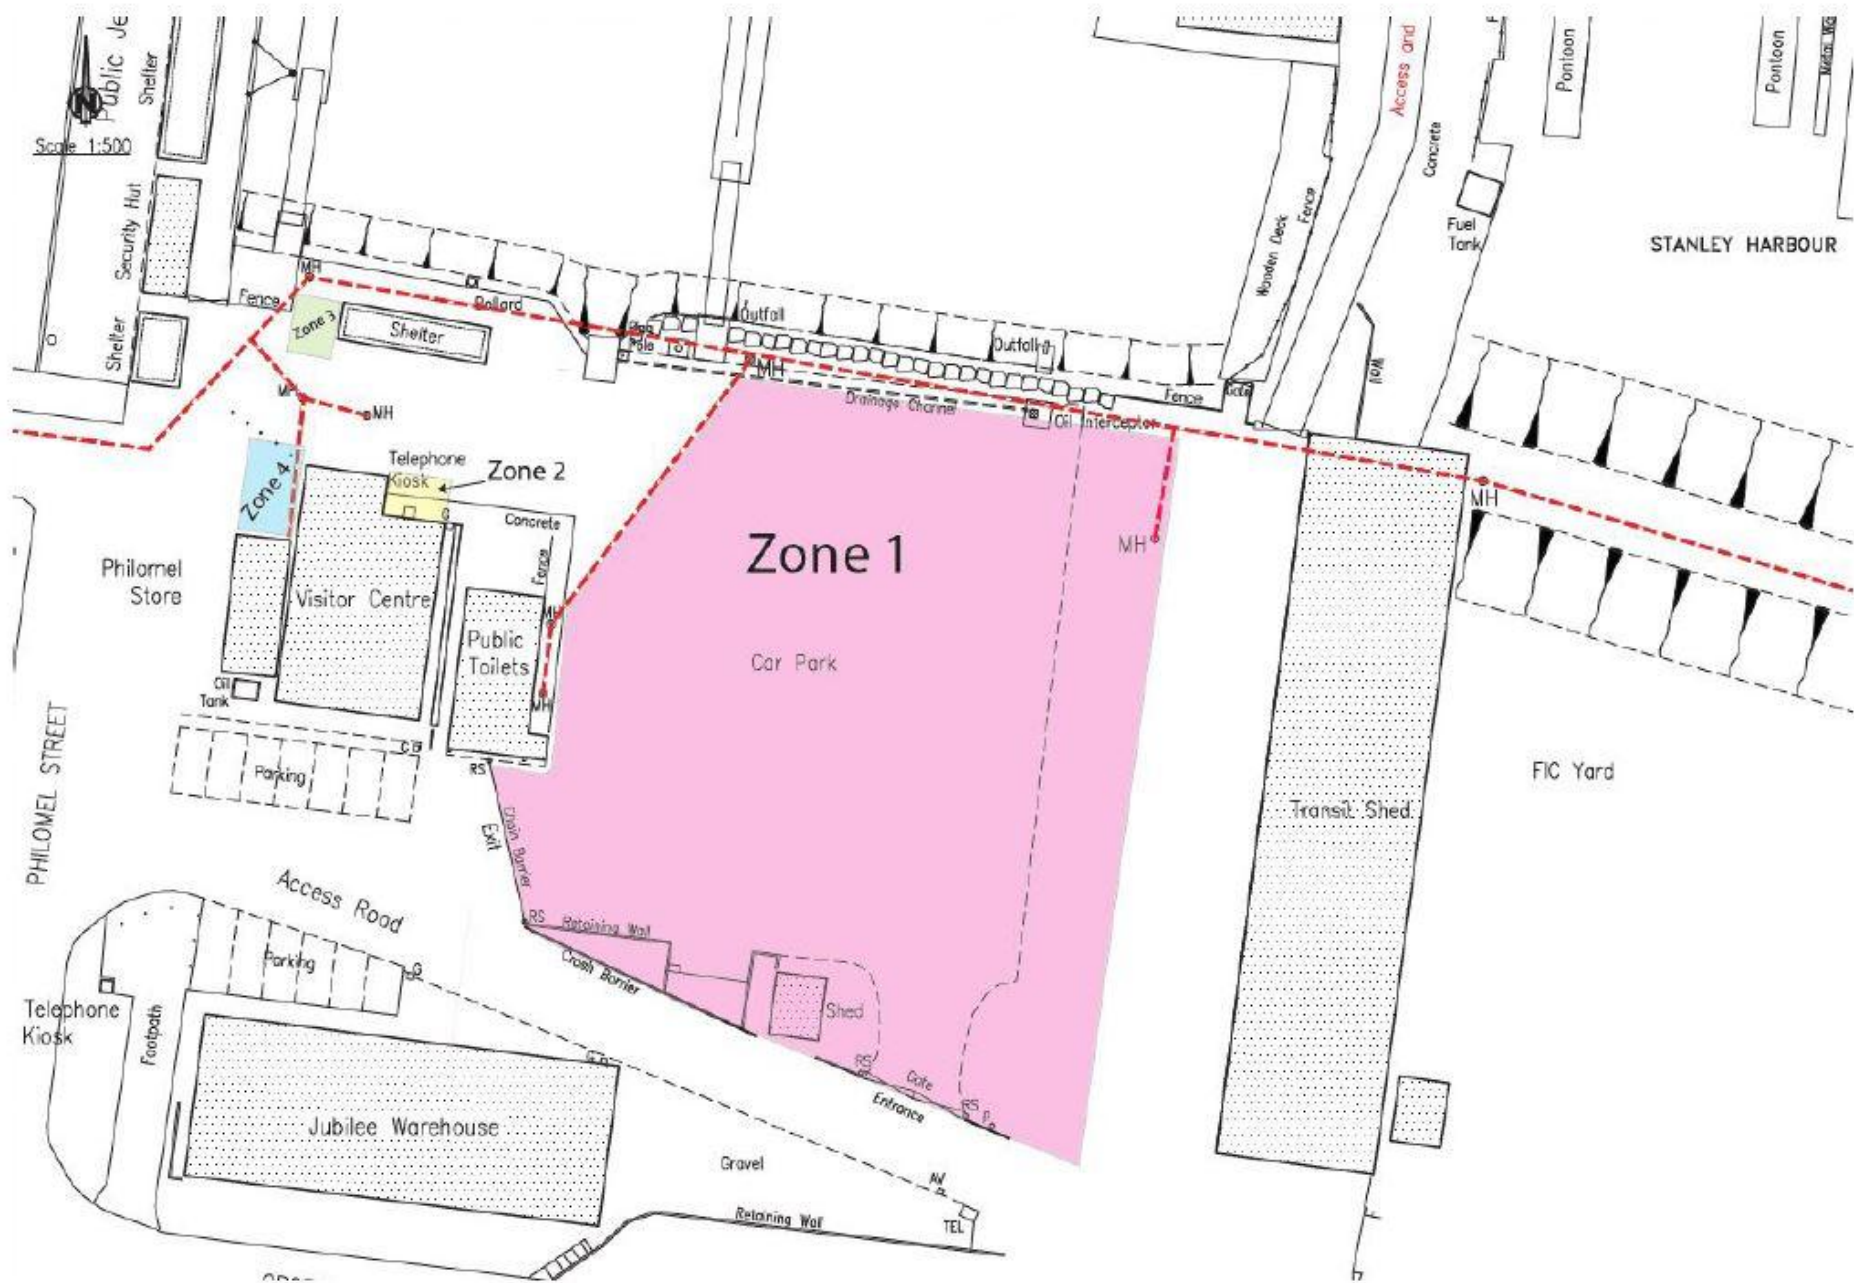 Public Je
Shelter
Scale 1:500
Security Hut
Shelter
Fence
MH
Zone 3
Shelter
Bollard
Flag
Pole
Outfall
MH
Drainage Channel
Outfall
Oil Interceptor
Fence
Gate
Wooden Deck
Fence
Access and
Concrete
Pontoon
Pontoon
Fuel
Tank
STANLEY HARBOUR
Wall
MH
MH
MH
MH
Zone 4
Telephone
Kiosk
Zone 2
G
Concrete
Fence
Philomel
Store
Visitor Centre
Public
Toilets
MH
MH
Oil
Tank
Parking
RS
Zone 1
Car Park
Transit Shed
FIC Yard
PHILOMEL STREET
Chain Barrier
Exit
Access Road
RS
Retaining Wall
Crash Barrier
Shed
RS
Gate
Entrance
RS
P
Parking
G
Telephone
Kiosk
Footpath
G
Jubilee Warehouse
Gravel
AV
TEL
Retaining Wall